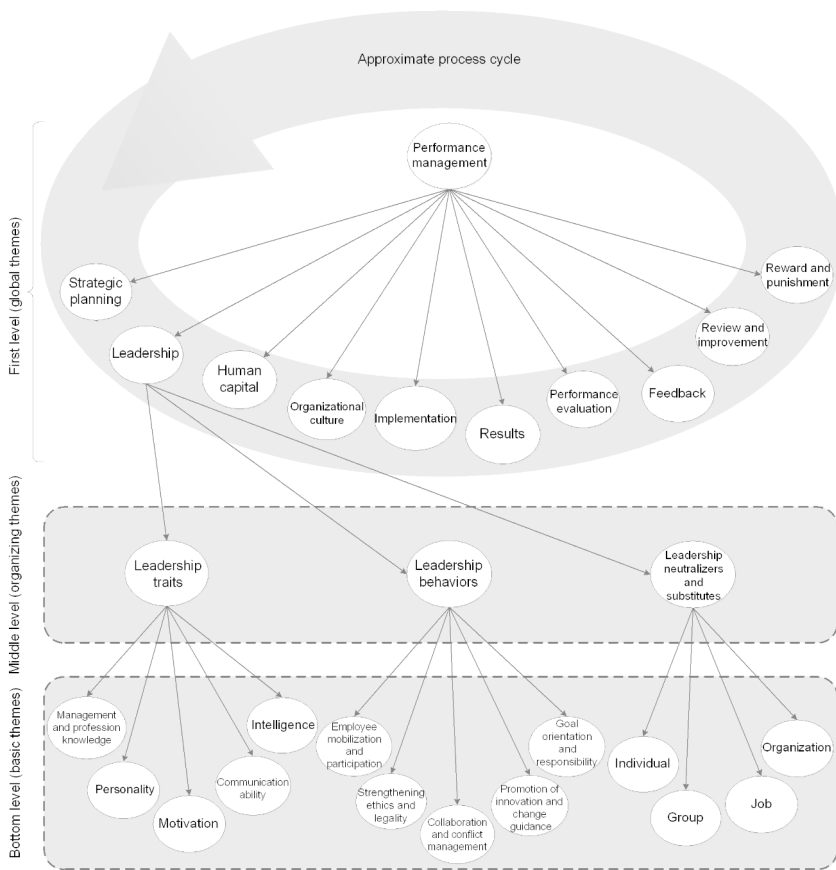 Approximate process cycle
Performance
management
First level (global themes)
Strategic
planning
Leadership
Human
capital
Organizational
culture
Implementation
Results
Performance
evaluation
Feedback
Review and
improvement
Reward and
punishment
Middle level (organizing themes)
Leadership
traits
Leadership
behaviors
Leadership
neutralizers
and
substitutes
Bottom level (basic themes)
Management
and profession
knowledge
Personality
Motivation
Communication
ability
Intelligence
Employee
mobilization
and
participation
Strengthening
ethics and
legality
Collaboration
and conflict
management
Promotion of
innovation and
change
guidance
Goal
orientation
and
responsibility
Individual
Group
Job
Organization